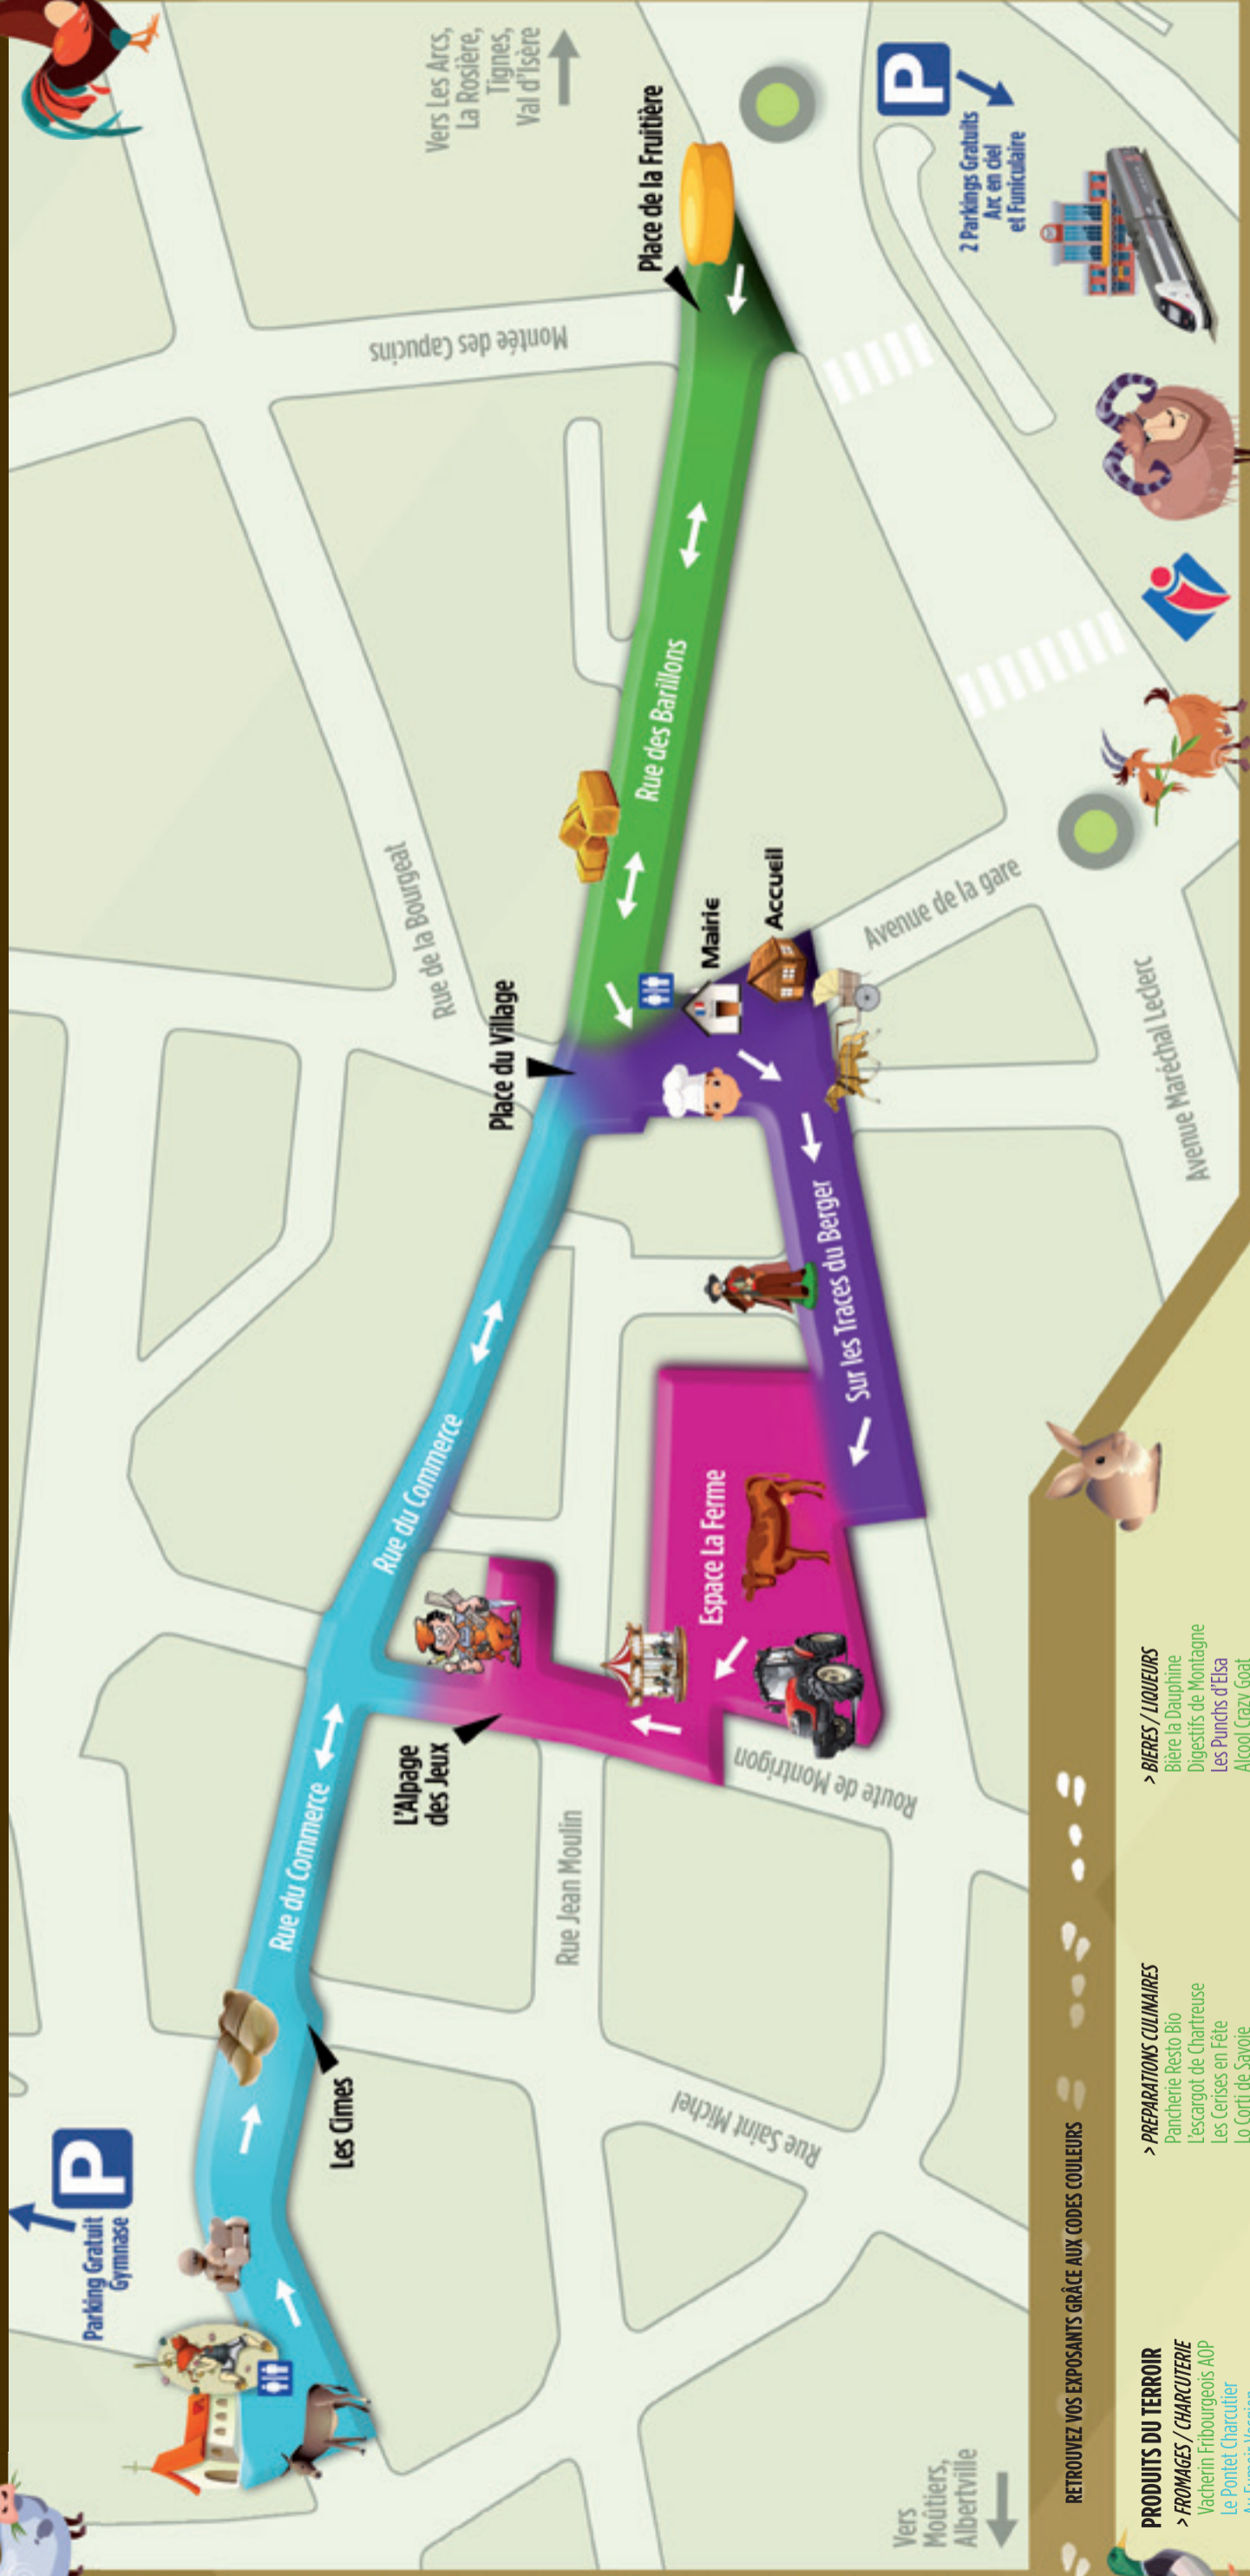 Parking Gratuit
Gymnase
P
Vers Les Arcs,
La Rosière,
Tignes,
Val d'Isère
Place de la Fruitière
P
2 Parkings Gratuits
Arc en ciel
et Funiculaire
Montée des Capucins
Rue de la Bourgeat
Rue des Barillons
Place du Village
Mairie
Accueil
Avenue de la gare
Avenue Maréchal Leclerc
Rue du Commerce
Rue du Commerce
Les Cimes
L'Alpage
des Jeux
Espace La Ferme
Sur les Traces du Berger
Rue Jean Moulin
Route de Montrigon
Rue Saint Michel
Vers
Moûtiers,
Albertville
RETROUVEZ VOS EXPOSANTS GRÂCE AUX CODES COULEURS
PRODUITS DU TERROIR
> FROMAGES / CHARCUTERIE
Vacherin Fribourgeois AOP
Le Pontet Charcutier
> PREPARATIONS CULINAIRES
Pancherie Resto Bio
L'escargot de Chartreuse
Les Cerises en Fête
Lo Corti de Savoie
> BIERES / LIQUEURS
Bière la Dauphine
Digestifs de Montagne
Les Punchs d'Elsa
Alcool Crazy Goat